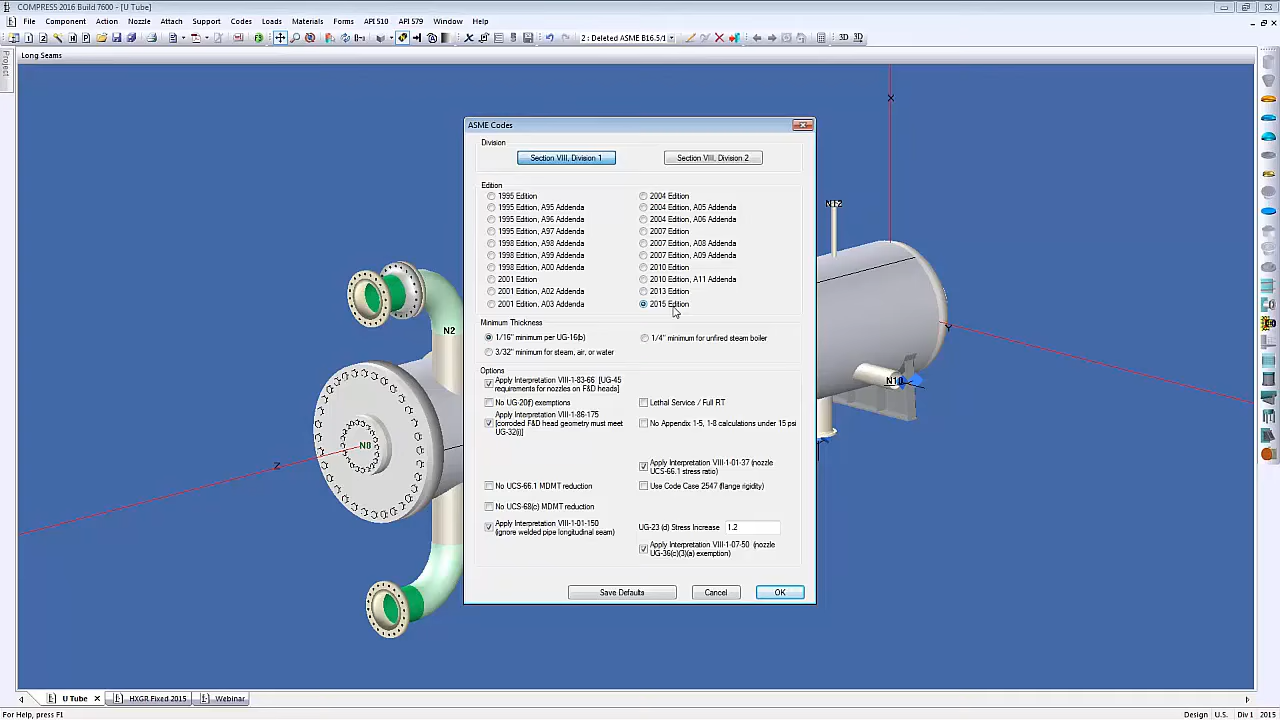 COMPRESS 2016 Build 7600 - [U Tube]
File Component Action Nozzle Attach Support Codes Loads Materials Forms API 510 API 579 Window Help
2 : Deleted ASME B16.5/1
3D 3D
Project
Long Seams
X
ASME Codes
Division
Section VIII, Division 1 Section VIII, Division 2
Edition
1995 Edition 2004 Edition
1995 Edition, A95 Addenda 2004 Edition, A05 Addenda
1995 Edition, A96 Addenda 2004 Edition, A06 Addenda
1995 Edition, A97 Addenda 2007 Edition
1998 Edition, A98 Addenda 2007 Edition, A08 Addenda
1998 Edition, A99 Addenda 2007 Edition, A09 Addenda
1998 Edition, A00 Addenda 2010 Edition
2001 Edition 2010 Edition, A11 Addenda
2001 Edition, A02 Addenda 2013 Edition
2001 Edition, A03 Addenda 2015 Edition
Minimum Thickness
1/16" minimum per UG-16(b) 1/4" minimum for unfired steam boiler
3/32" minimum for steam, air, or water
Options
Apply Interpretation VIII-1-83-66 [UG-45
requirements for nozzles on F&D heads]
No UG-20(f) exemptions Lethal Service / Full RT
Apply Interpretation VIII-1-86-175
[corroded F&D head geometry must meet
UG-32(i)]
No Appendix 1-5, 1-8 calculations under 15 psi
Apply Interpretation VIII-1-01-37 (nozzle
UCS-66.1 stress ratio)
No UCS-66.1 MDMT reduction Use Code Case 2547 (flange rigidity)
No UCS-68(c) MDMT reduction
Apply Interpretation VIII-1-01-150
(ignore welded pipe longitudinal seam)
UG-23 (d) Stress Increase 1.2
Apply Interpretation VIII-1-07-50 (nozzle
UG-36(c)(3)(a) exemption)
Save Defaults Cancel OK
N12
N2
Y
N10
N8
Z
U Tube HXGR Fixed 2015 Webinar
For Help, press F1
Design U.S. Div 1 2015